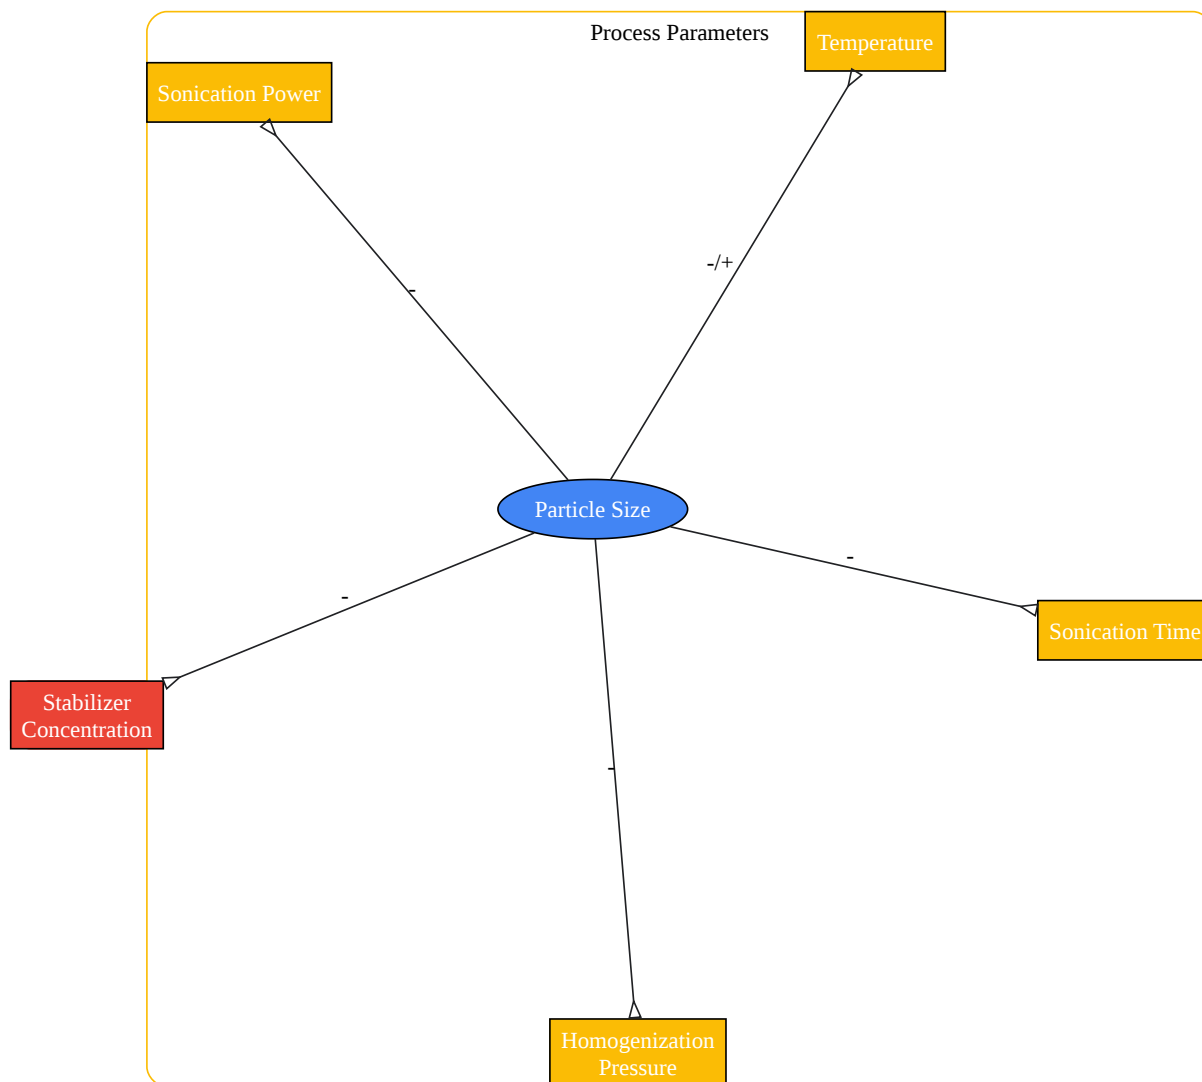 Process Parameters
Temperature
Sonication Power
-/+
-
Particle Size
-
-
Sonication Time
Stabilizer
Concentration
-
Homogenization
Pressure